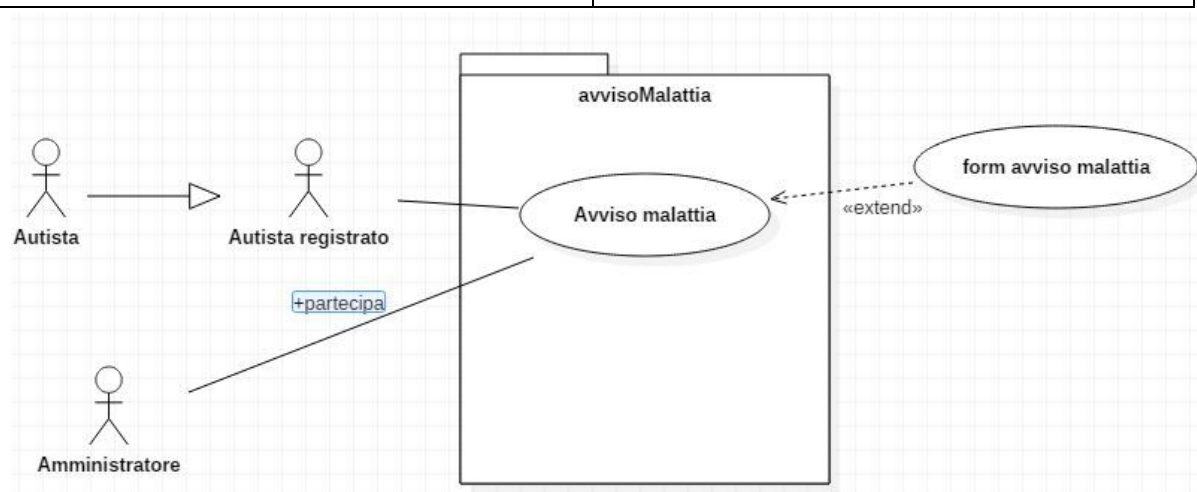 avvisoMalattia
form avviso malattia
Avviso malattia
«extend»
Autista
Autista registrato
+partecipa
Amministratore